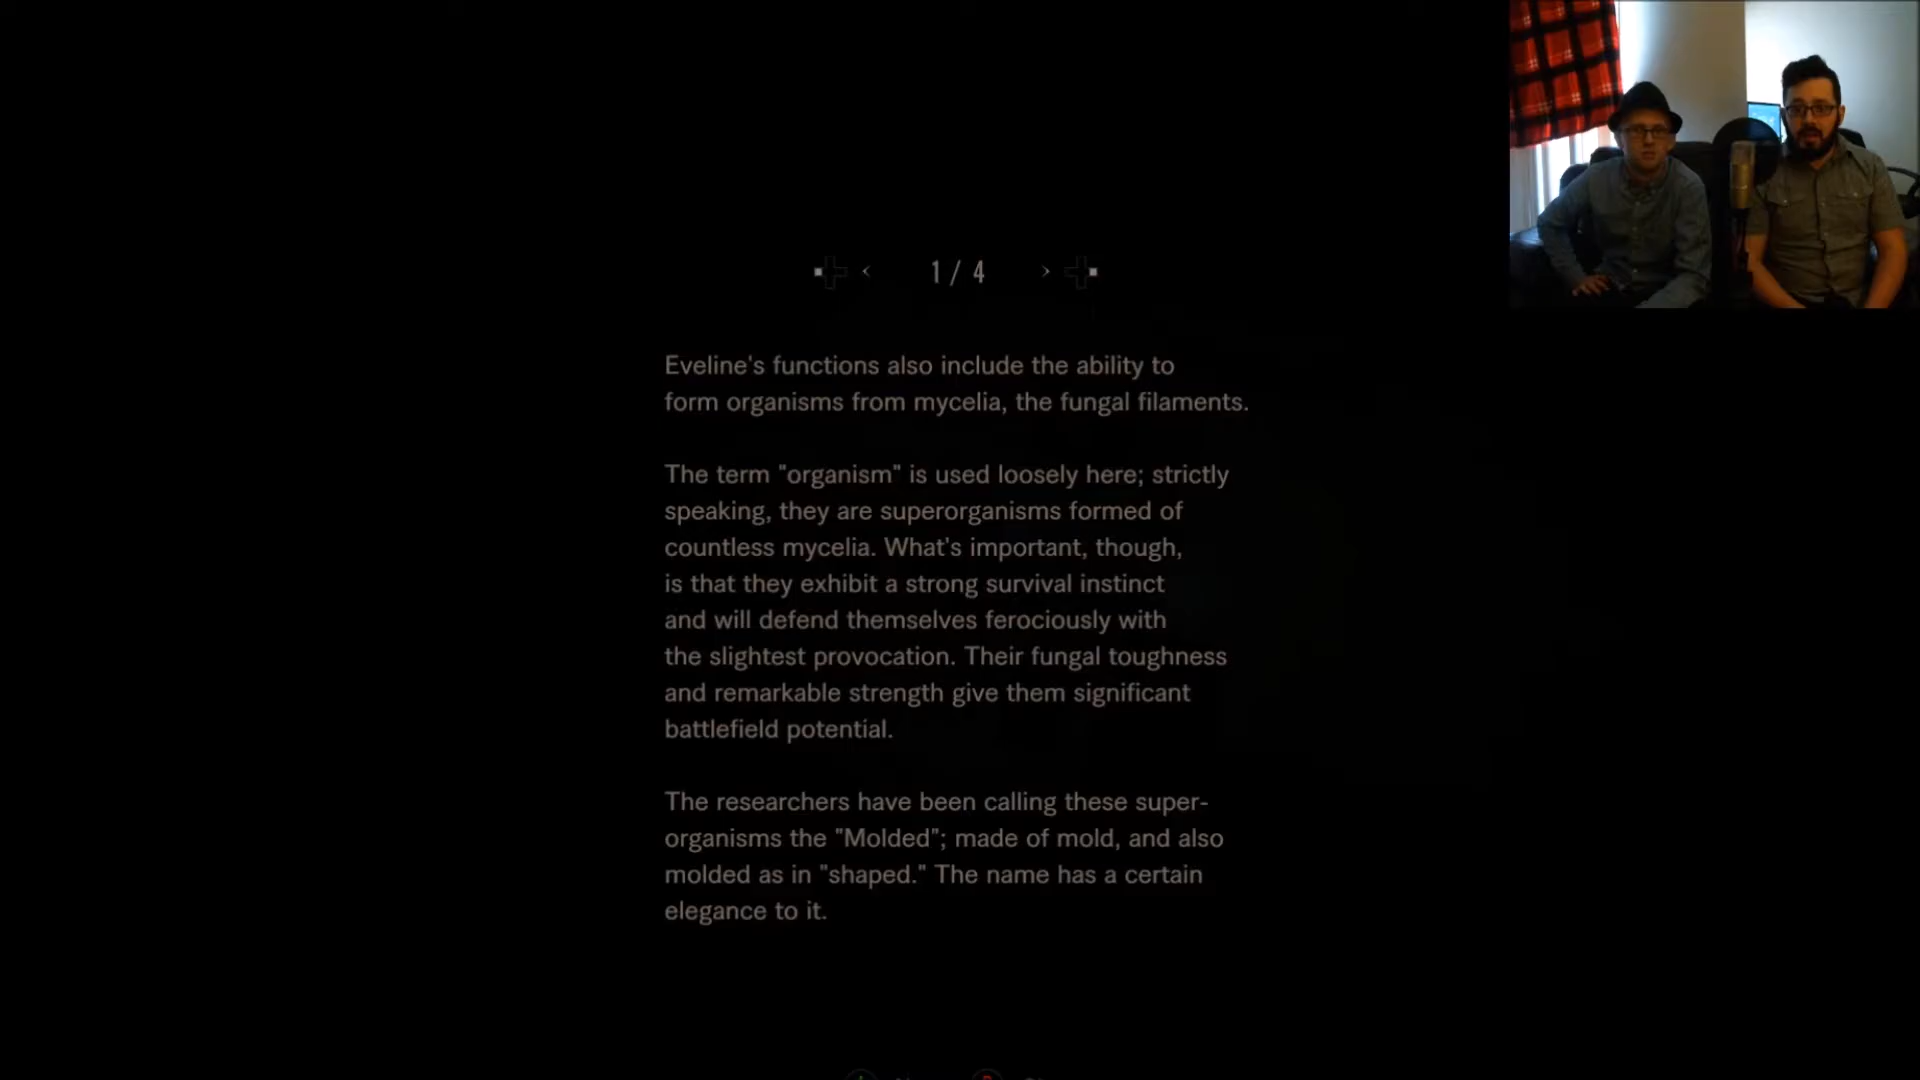 < 1 / 4 >
Eveline's functions also include the ability to
form organisms from mycelia, the fungal filaments.
The term "organism" is used loosely here; strictly
speaking, they are superorganisms formed of
countless mycelia. What's important, though,
is that they exhibit a strong survival instinct
and will defend themselves ferociously with
the slightest provocation. Their fungal toughness
and remarkable strength give them significant
battlefield potential.
The researchers have been calling these super-
organisms the "Molded"; made of mold, and also
molded as in "shaped." The name has a certain
elegance to it.